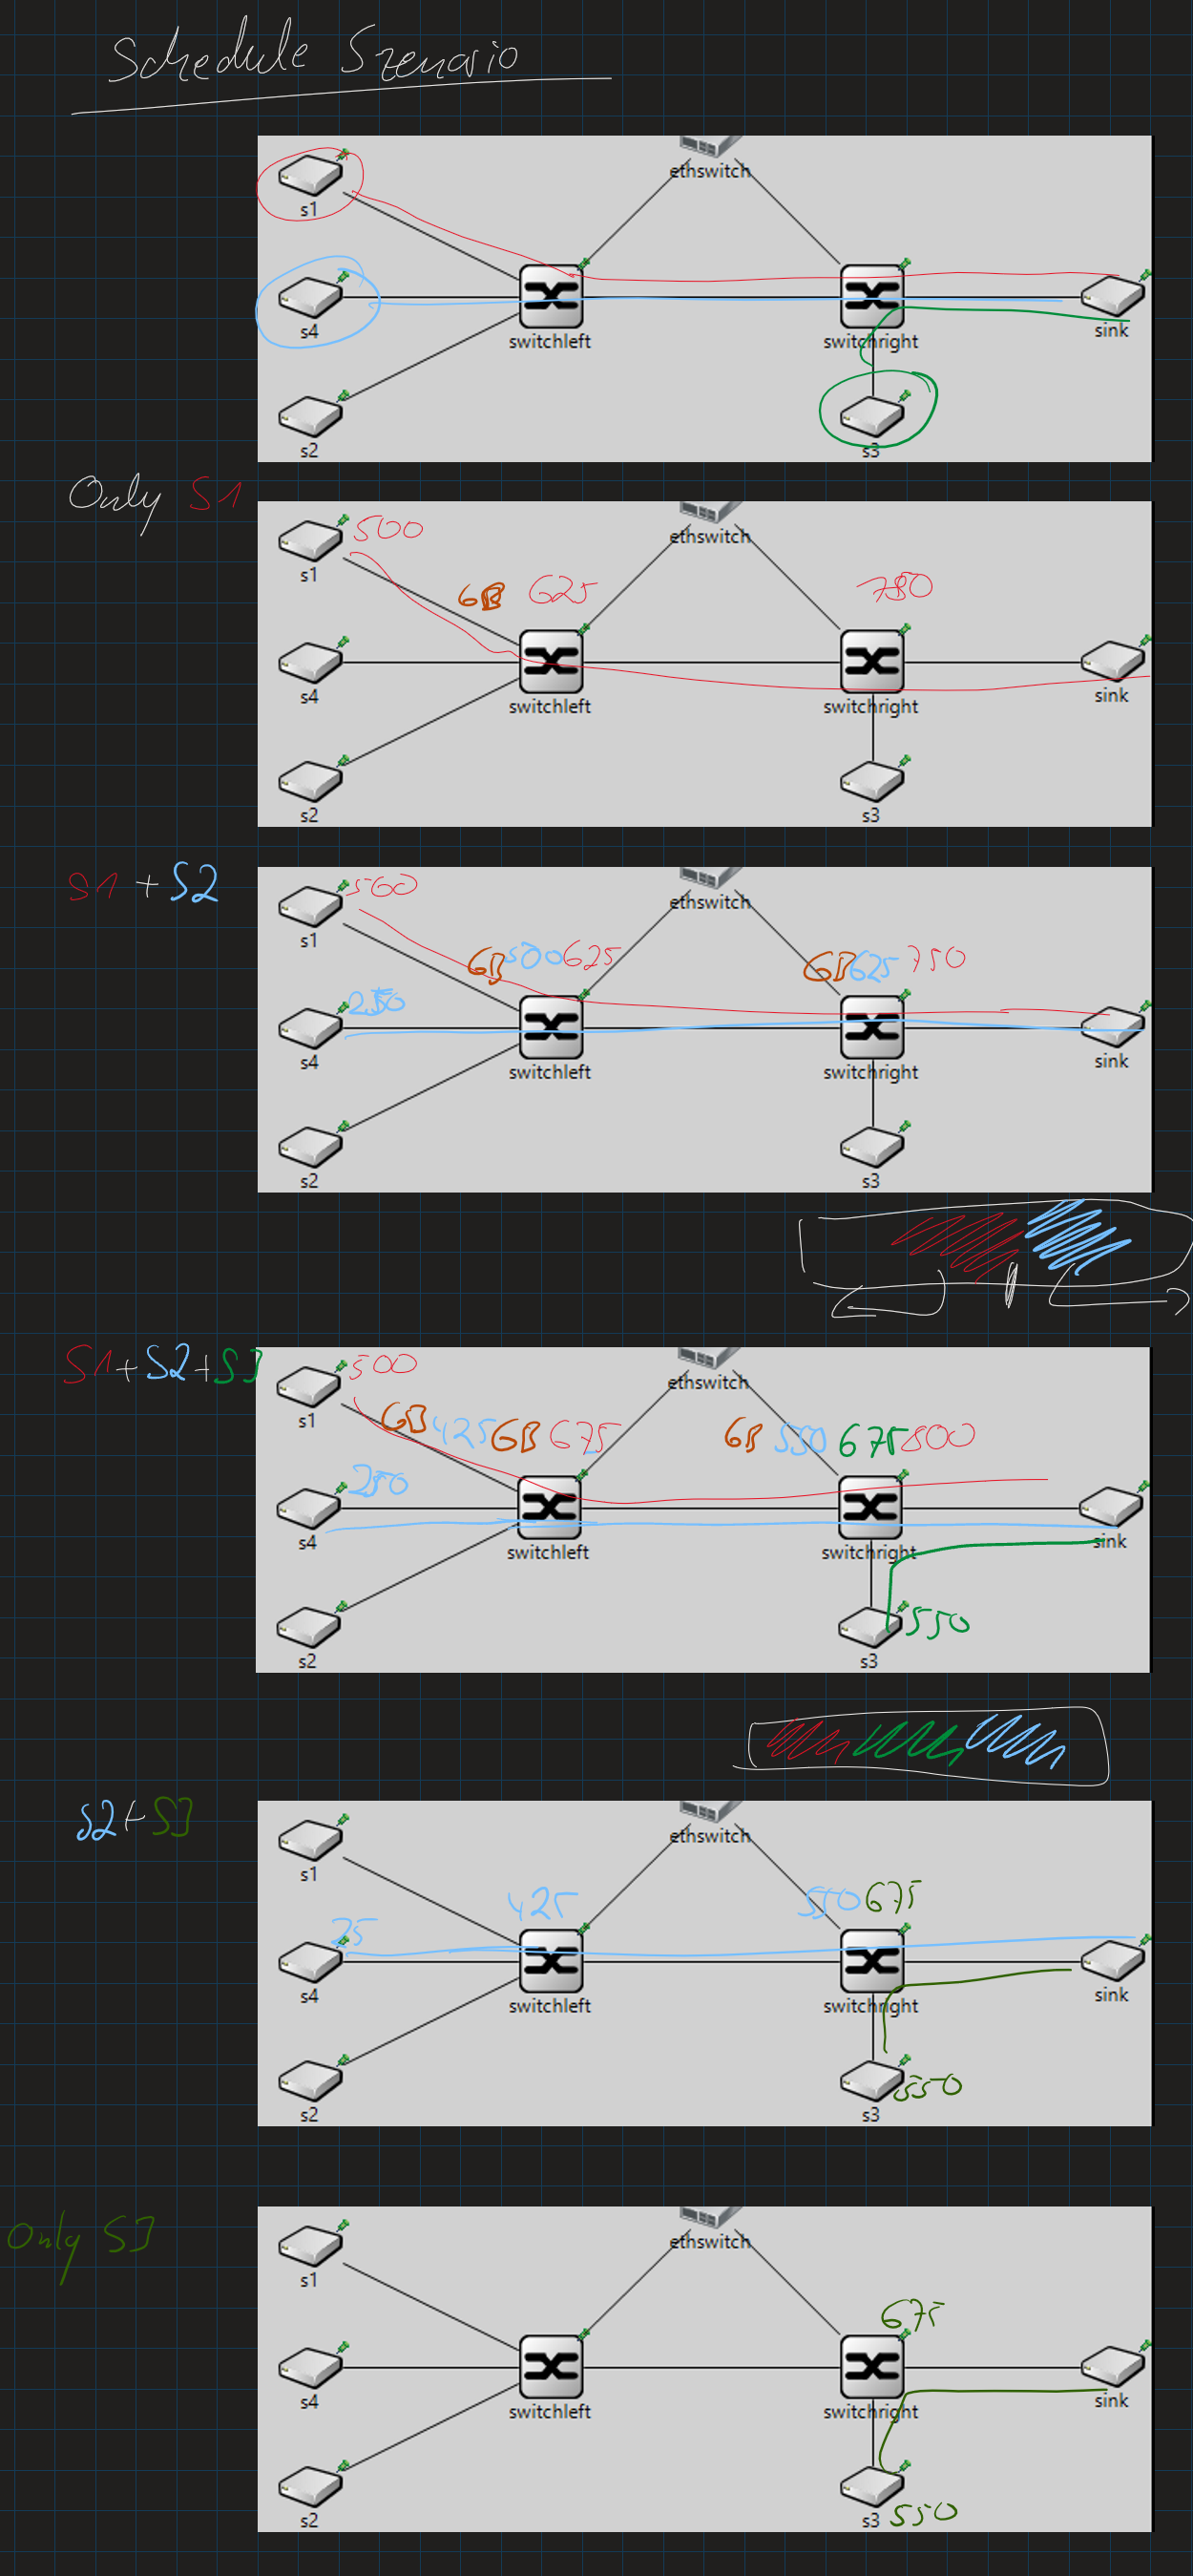 Schedule Szenario
ethswitch
s1
s4
switchleft
switchright
sink
s2
s3
Only S1
500
ethswitch
s1
GB 625 750
s4
switchleft
switchright
sink
s2
s3
S1 + S2
500
ethswitch
s1
GB 500 625
GB 625 750
250
s4
switchleft
switchright
sink
s2
s3
S1 + S2 + S3
500
ethswitch
s1
GB 425 GB 675
GB 550 675 800
250
s4
switchleft
switchright
sink
s2
s3
550
S2 + S3
ethswitch
s1
425
550 675
25
s4
switchleft
switchright
sink
s2
s3
550
Only S3
ethswitch
s1
675
s4
switchleft
switchright
sink
s2
s3
550